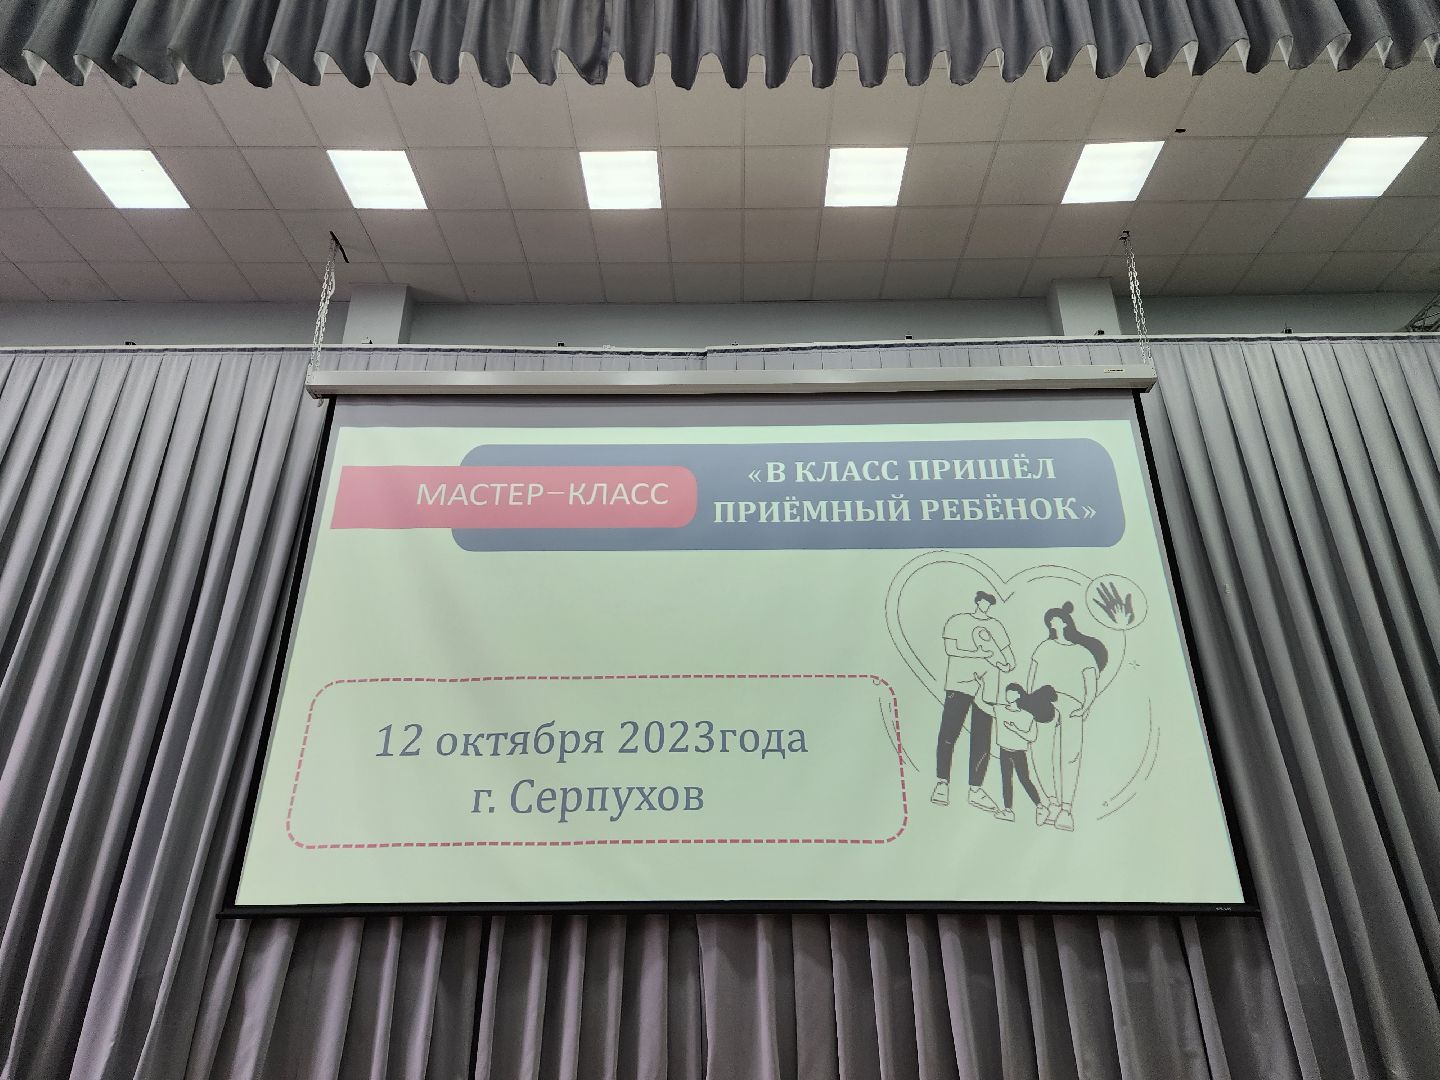 МАСТЕР-КЛАСС
«В КЛАСС ПРИШЁЛ
ПРИЁМНЫЙ РЕБЁНОК»
12 октября 2023года
г. Серпухов